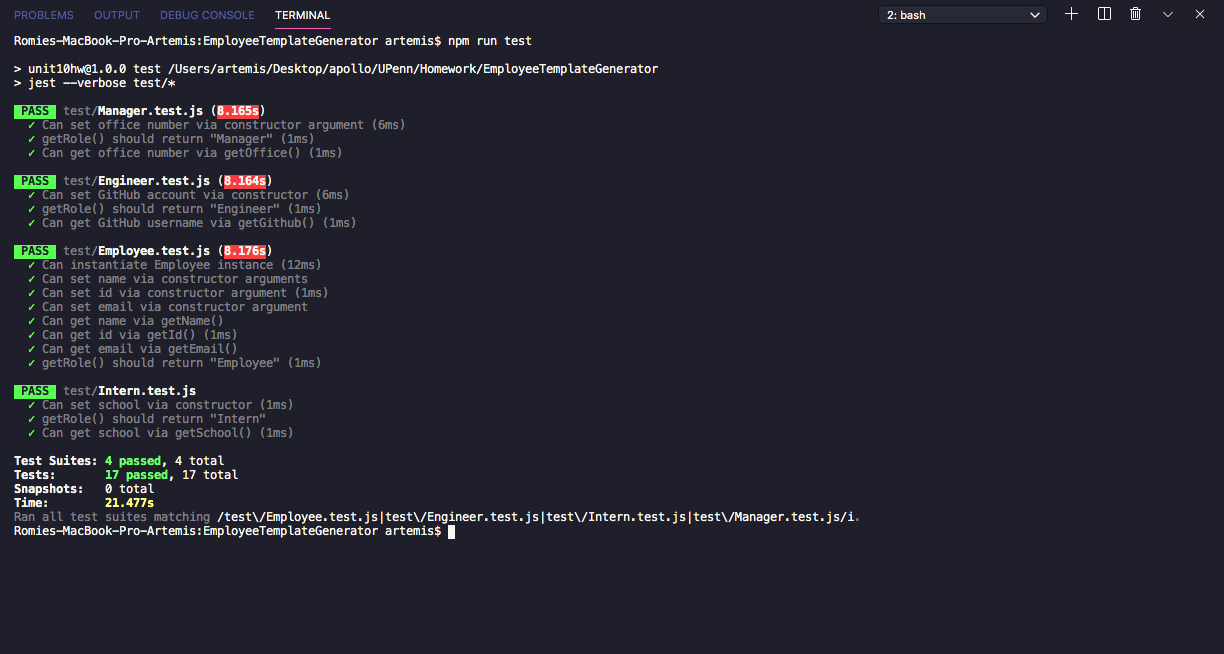 PROBLEMS OUTPUT DEBUG CONSOLE TERMINAL 2: bash
Romies-MacBook-Pro-Artemis:EmployeeTemplateGenerator artemis$ npm run test
> unit10hw@1.0.0 test /Users/artemis/Desktop/apollo/UPenn/Homework/EmployeeTemplateGenerator
> jest --verbose test/*
PASS test/Manager.test.js (8.165s)
✓ Can set office number via constructor argument (6ms)
✓ getRole() should return "Manager" (1ms)
✓ Can get office number via getOffice() (1ms)
PASS test/Engineer.test.js (8.164s)
✓ Can set GitHub account via constructor (6ms)
✓ getRole() should return "Engineer" (1ms)
✓ Can get GitHub username via getGithub() (1ms)
PASS test/Employee.test.js (8.176s)
✓ Can instantiate Employee instance (12ms)
✓ Can set name via constructor arguments
✓ Can set id via constructor argument (1ms)
✓ Can set email via constructor argument
✓ Can get name via getName()
✓ Can get id via getId() (1ms)
✓ Can get email via getEmail()
✓ getRole() should return "Employee" (1ms)
PASS test/Intern.test.js
✓ Can set school via constructor (1ms)
✓ getRole() should return "Intern"
✓ Can get school via getSchool() (1ms)
Test Suites: 4 passed, 4 total
Tests: 17 passed, 17 total
Snapshots: 0 total
Time: 21.477s
Ran all test suites matching /test\/Employee.test.js|test\/Engineer.test.js|test\/Intern.test.js|test\/Manager.test.js/i.
Romies-MacBook-Pro-Artemis:EmployeeTemplateGenerator artemis$